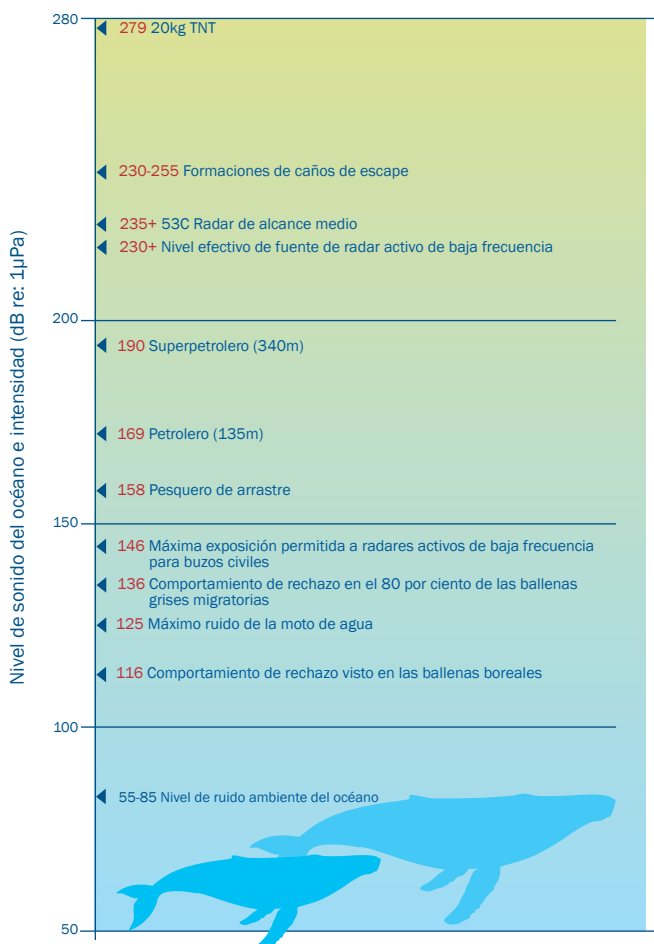 280
279 20kg TNT
230-255 Formaciones de caños de escape
235+ 53C Radar de alcance medio
230+ Nivel efectivo de fuente de radar activo de baja frecuencia
200
190 Superpetrolero (340m)
169 Petrolero (135m)
158 Pesquero de arrastre
150
146 Máxima exposición permitida a radares activos de baja frecuencia
para buzos civiles
136 Comportamiento de rechazo en el 80 por ciento de las ballenas
grises migratorias
125 Máximo ruido de la moto de agua
116 Comportamiento de rechazo visto en las ballenas boreales
100
55-85 Nivel de ruido ambiente del océano
50
Nivel de sonido del océano e intensidad (dB re: 1µPa)